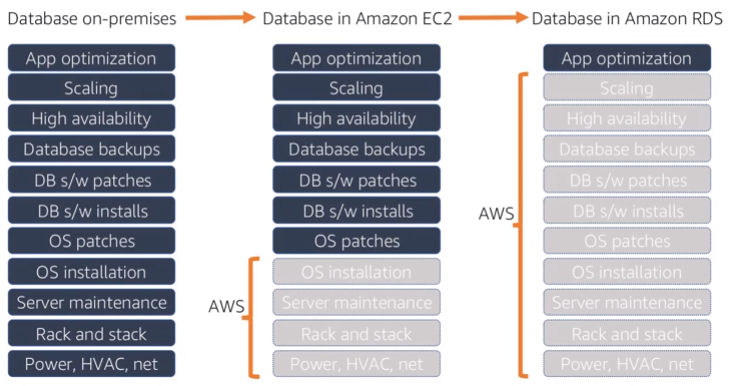 Database on-premises
Database in Amazon EC2
Database in Amazon RDS
App optimization
Scaling
High availability
Database backups
DB s/w patches
DB s/w installs
OS patches
OS installation
Server maintenance
Rack and stack
Power, HVAC, net
AWS
App optimization
Scaling
High availability
Database backups
DB s/w patches
DB s/w installs
OS patches
OS installation
Server maintenance
Rack and stack
Power, HVAC, net
AWS
App optimization
Scaling
High availability
Database backups
DB s/w patches
DB s/w installs
OS patches
OS installation
Server maintenance
Rack and stack
Power, HVAC, net